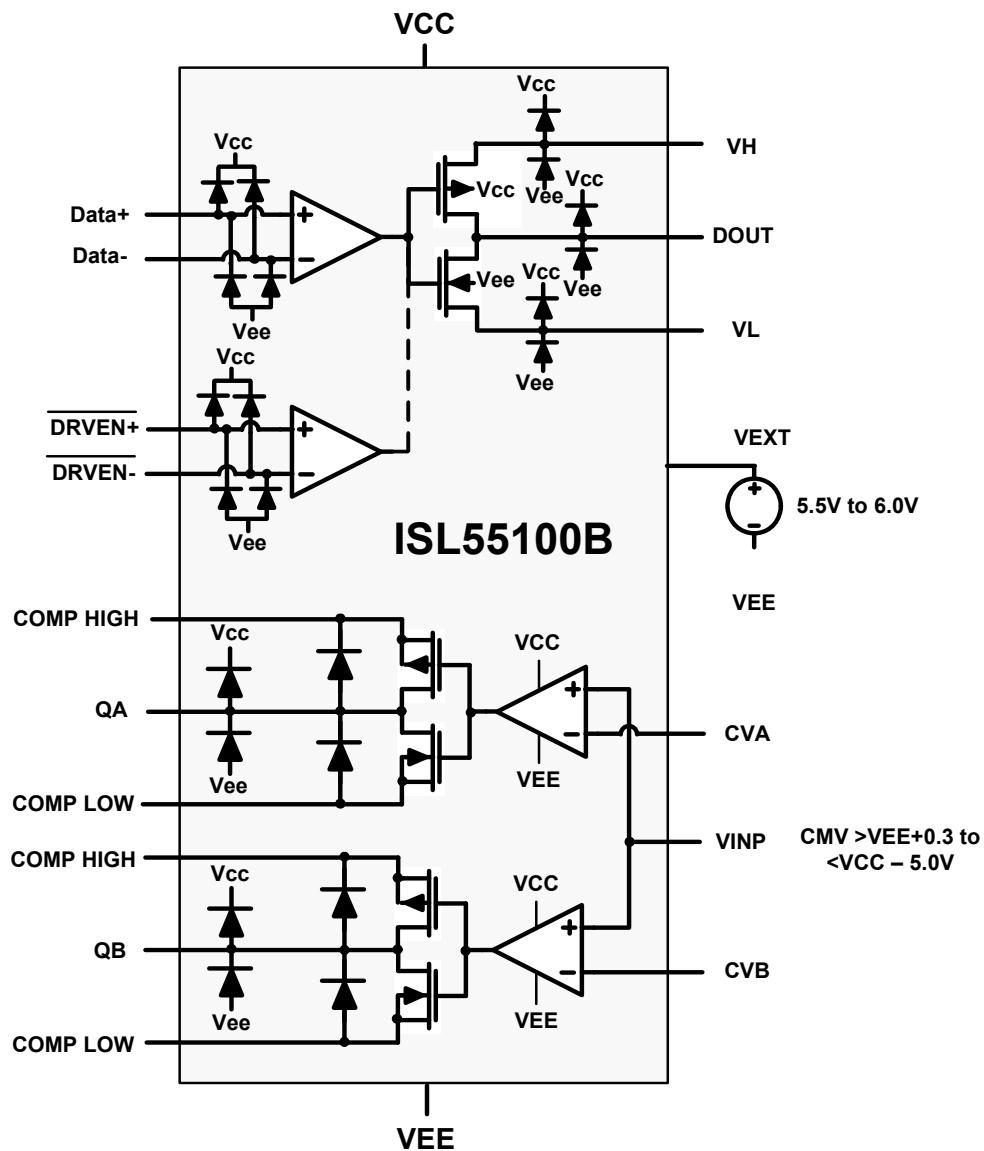 VCC
Vcc
VH
Vcc
Vcc
Vee
Vcc
Data+
+
DOUT
Data-
−
Vee
Vcc
Vee
Vee
VL
Vcc
Vee
DRVEN+
+
VEXT
DRVEN-
−
+
5.5V to 6.0V
−
Vee
ISL55100B
VEE
COMP HIGH
Vcc
VCC
+
QA
−
CVA
Vee
VEE
COMP LOW
VINP
CMV >VEE+0.3 to
<VCC – 5.0V
COMP HIGH
Vcc
VCC
+
QB
−
CVB
Vee
VEE
COMP LOW
VEE